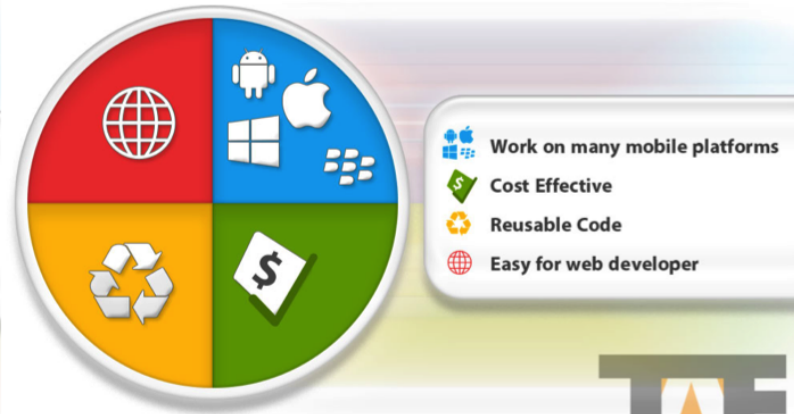 $
$
Work on many mobile platforms
Cost Effective
Reusable Code
Easy for web developer